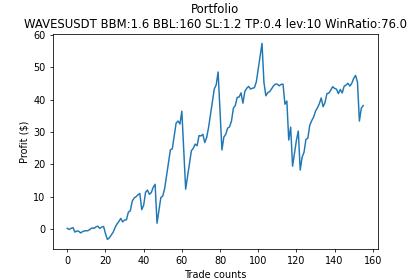 Portfolio
WAVESUSDT BBM:1.6 BBL:160 SL:1.2 TP:0.4 lev:10 WinRatio:76.0
60
50
40
30
20
10
0
Profit ($)
0 20 40 60 80 100 120 140 160
Trade counts